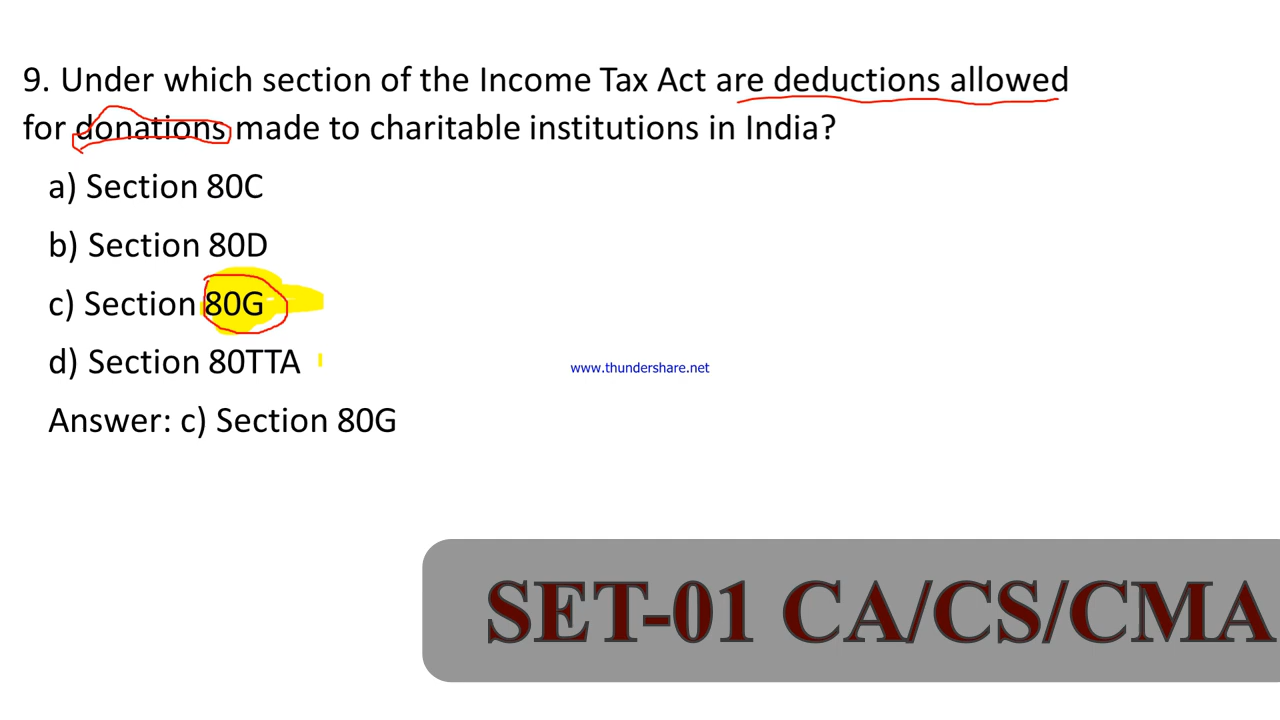 9. Under which section of the Income Tax Act are deductions allowed
for donations made to charitable institutions in India?
a) Section 80C
b) Section 80D
c) Section 80G
d) Section 80TTA
www.thundershare.net
Answer: c) Section 80G
SET-01 CA/CS/CMA